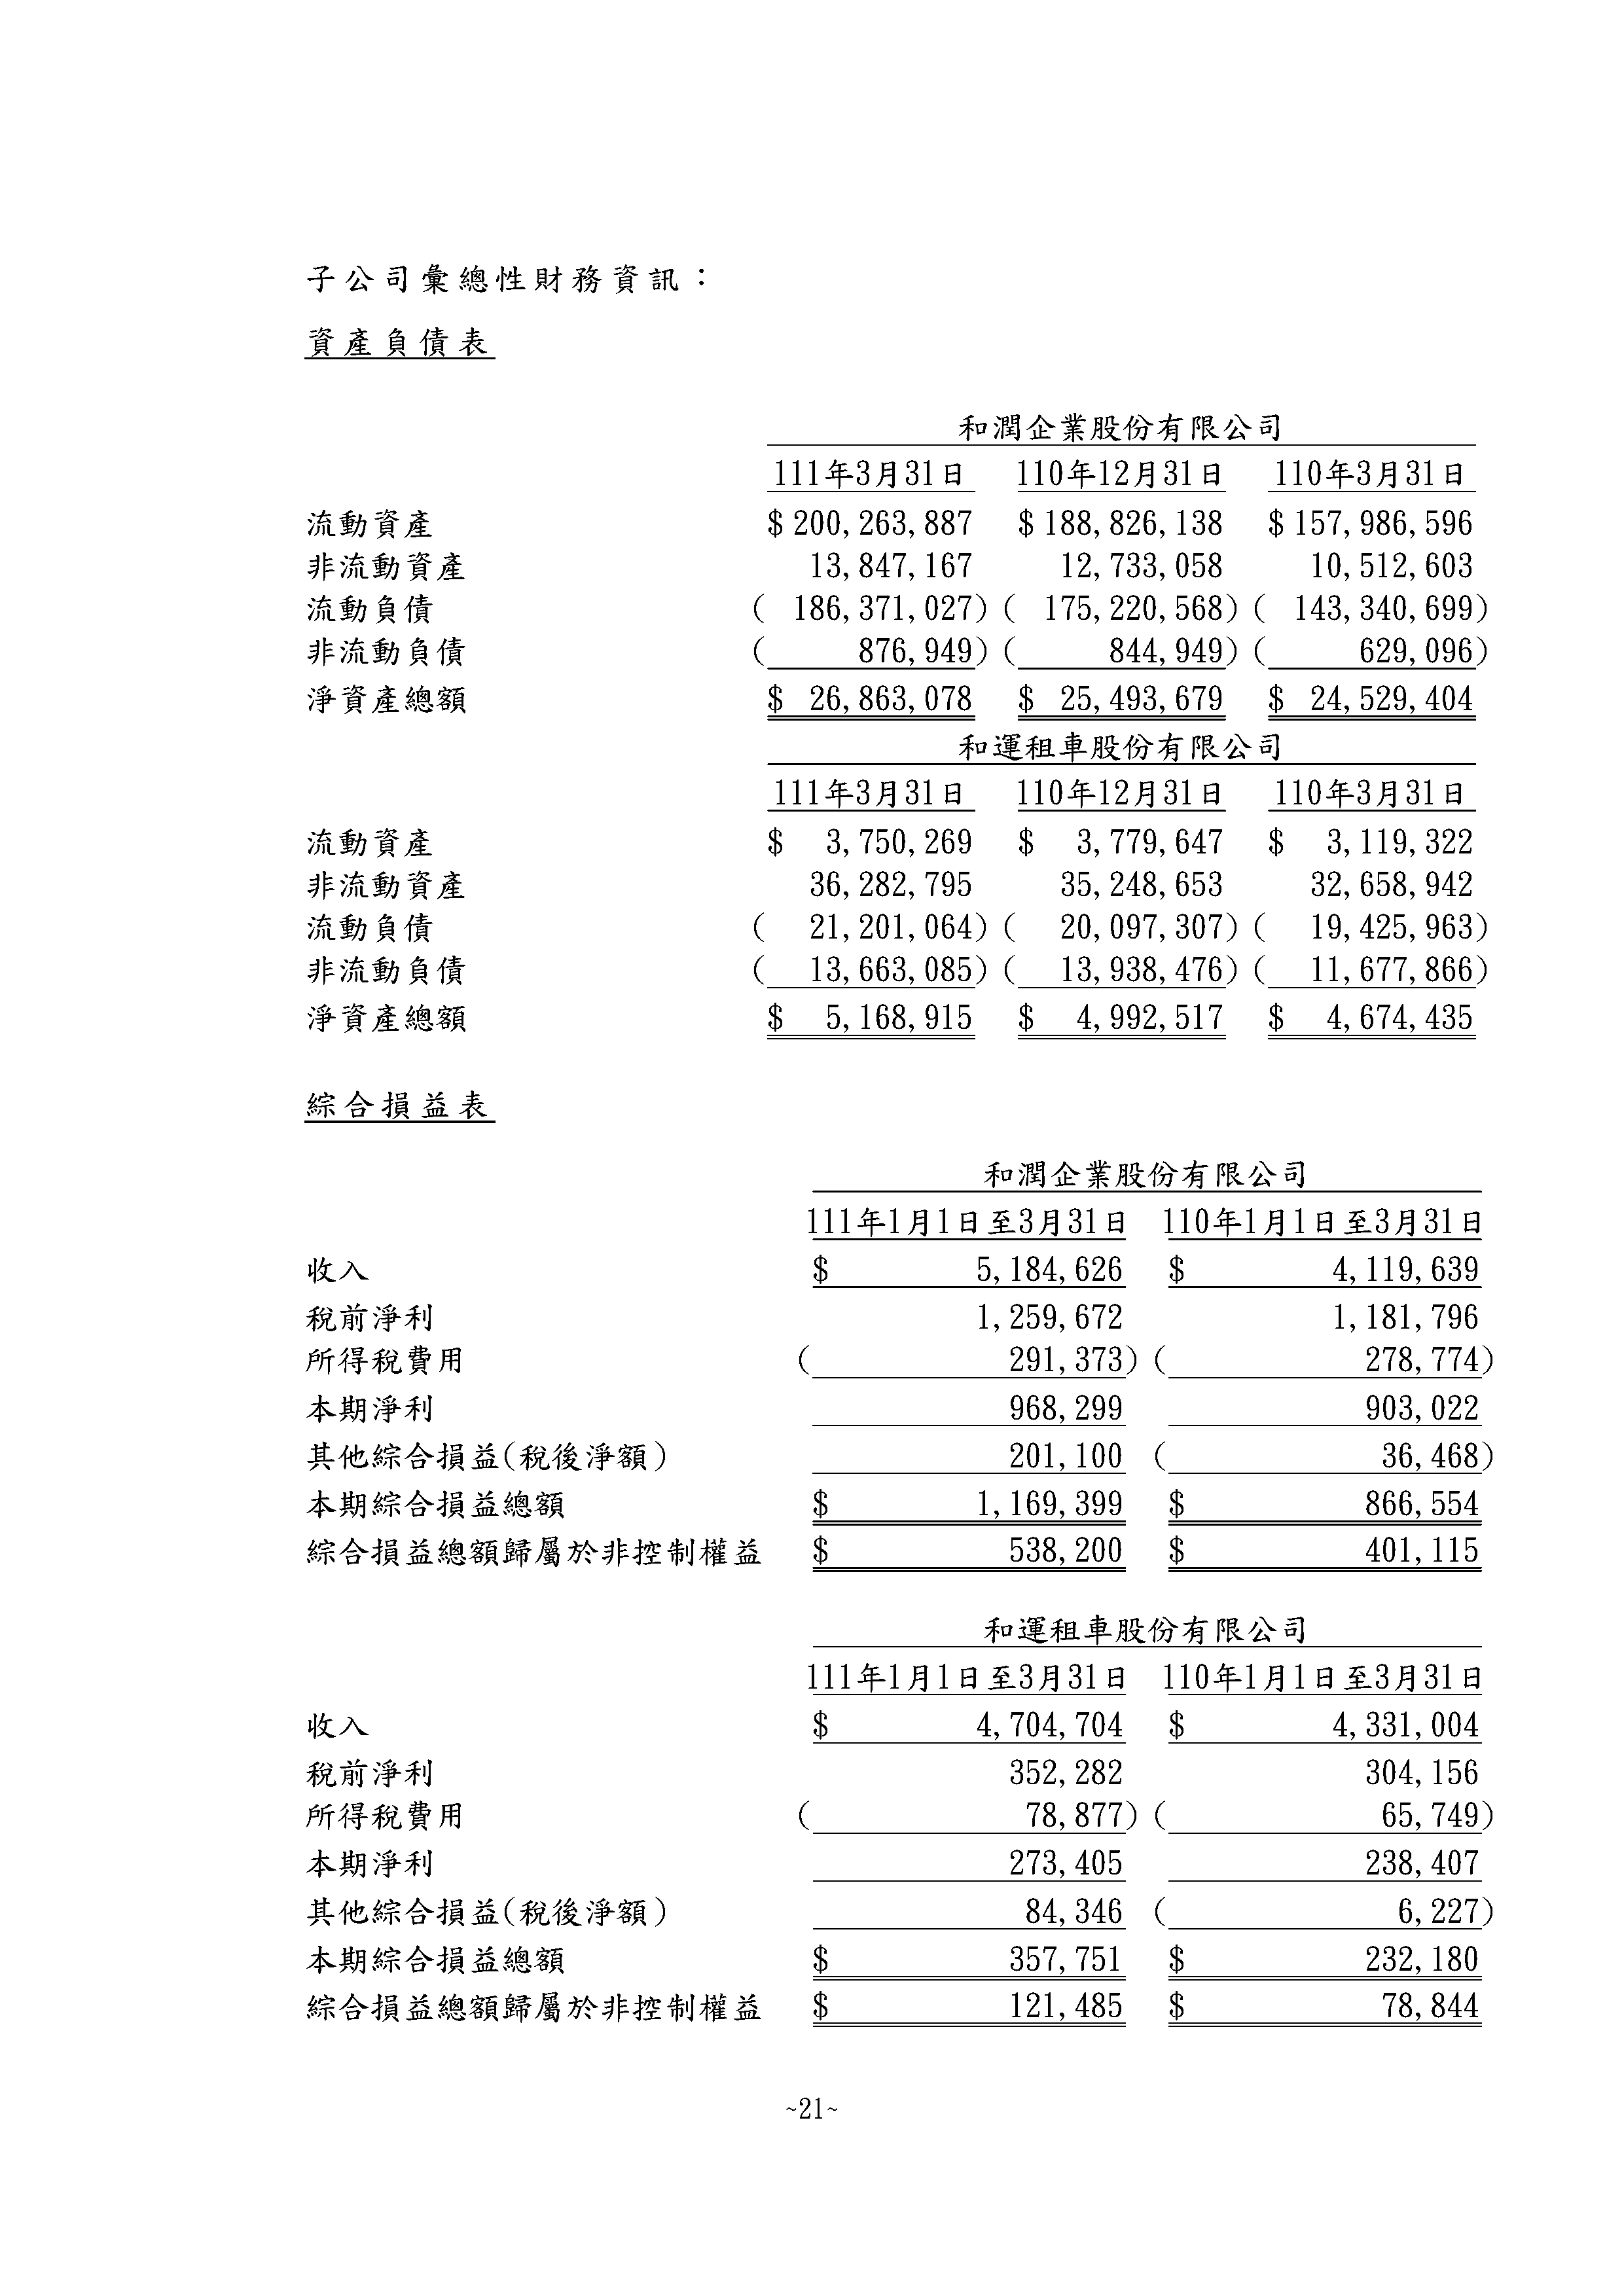 子公司彙總性財務資訊：
資產負債表
和潤企業股份有限公司
111年3月31日 110年12月31日 110年3月31日
流動資產 $ 200,263,887 $ 188,826,138 $ 157,986,596
非流動資產 13,847,167 12,733,058 10,512,603
流動負債 ( 186,371,027) ( 175,220,568) ( 143,340,699)
非流動負債 ( 876,949) ( 844,949) ( 629,096)
淨資產總額 $ 26,863,078 $ 25,493,679 $ 24,529,404
和運租車股份有限公司
111年3月31日 110年12月31日 110年3月31日
流動資產 $ 3,750,269 $ 3,779,647 $ 3,119,322
非流動資產 36,282,795 35,248,653 32,658,942
流動負債 ( 21,201,064) ( 20,097,307) ( 19,425,963)
非流動負債 ( 13,663,085) ( 13,938,476) ( 11,677,866)
淨資產總額 $ 5,168,915 $ 4,992,517 $ 4,674,435
綜合損益表
和潤企業股份有限公司
111年1月1日至3月31日 110年1月1日至3月31日
收入 $ 5,184,626 $ 4,119,639
稅前淨利 1,259,672 1,181,796
所得稅費用 ( 291,373) ( 278,774)
本期淨利 968,299 903,022
其他綜合損益(稅後淨額) 201,100 ( 36,468)
本期綜合損益總額 $ 1,169,399 $ 866,554
綜合損益總額歸屬於非控制權益 $ 538,200 $ 401,115
和運租車股份有限公司
111年1月1日至3月31日 110年1月1日至3月31日
收入 $ 4,704,704 $ 4,331,004
稅前淨利 352,282 304,156
所得稅費用 ( 78,877) ( 65,749)
本期淨利 273,405 238,407
其他綜合損益(稅後淨額) 84,346 ( 6,227)
本期綜合損益總額 $ 357,751 $ 232,180
綜合損益總額歸屬於非控制權益 $ 121,485 $ 78,844
~21~